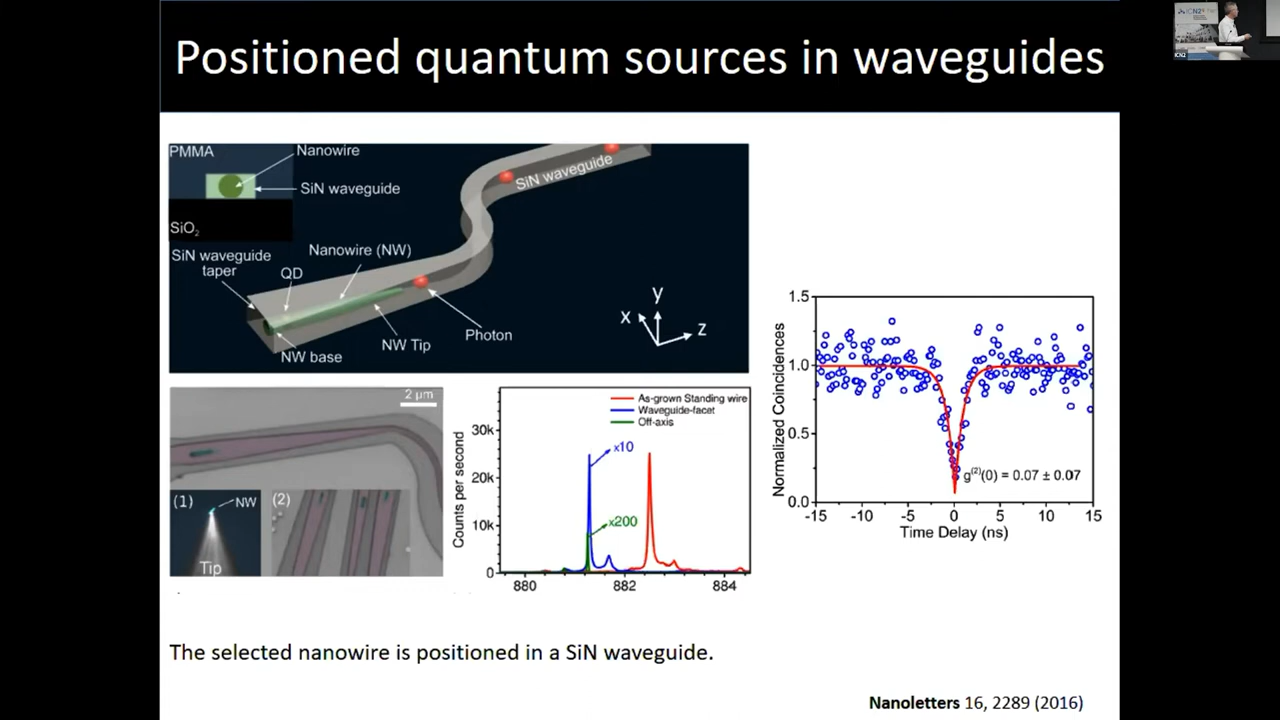 Positioned quantum sources in waveguides
PMMA
Nanowire
SiN waveguide
SiO₂
SiN waveguide
taper
QD
Nanowire (NW)
SiN waveguide
Photon
NW Tip
NW base
y
x
z
2 μm
(1)
NW
Tip
(2)
Counts per second
30k
20k
10k
0
As-grown Standing wire
Waveguide-facet
Off-axis
x10
x200
880
882
884
Normalized Coincidences
1.5
1.0
0.5
0.0
g⁽²⁾(0) = 0.07 ± 0.07
-15
-10
-5
0
5
10
15
Time Delay (ns)
The selected nanowire is positioned in a SiN waveguide.
Nanoletters 16, 2289 (2016)
ICN2
ICN2